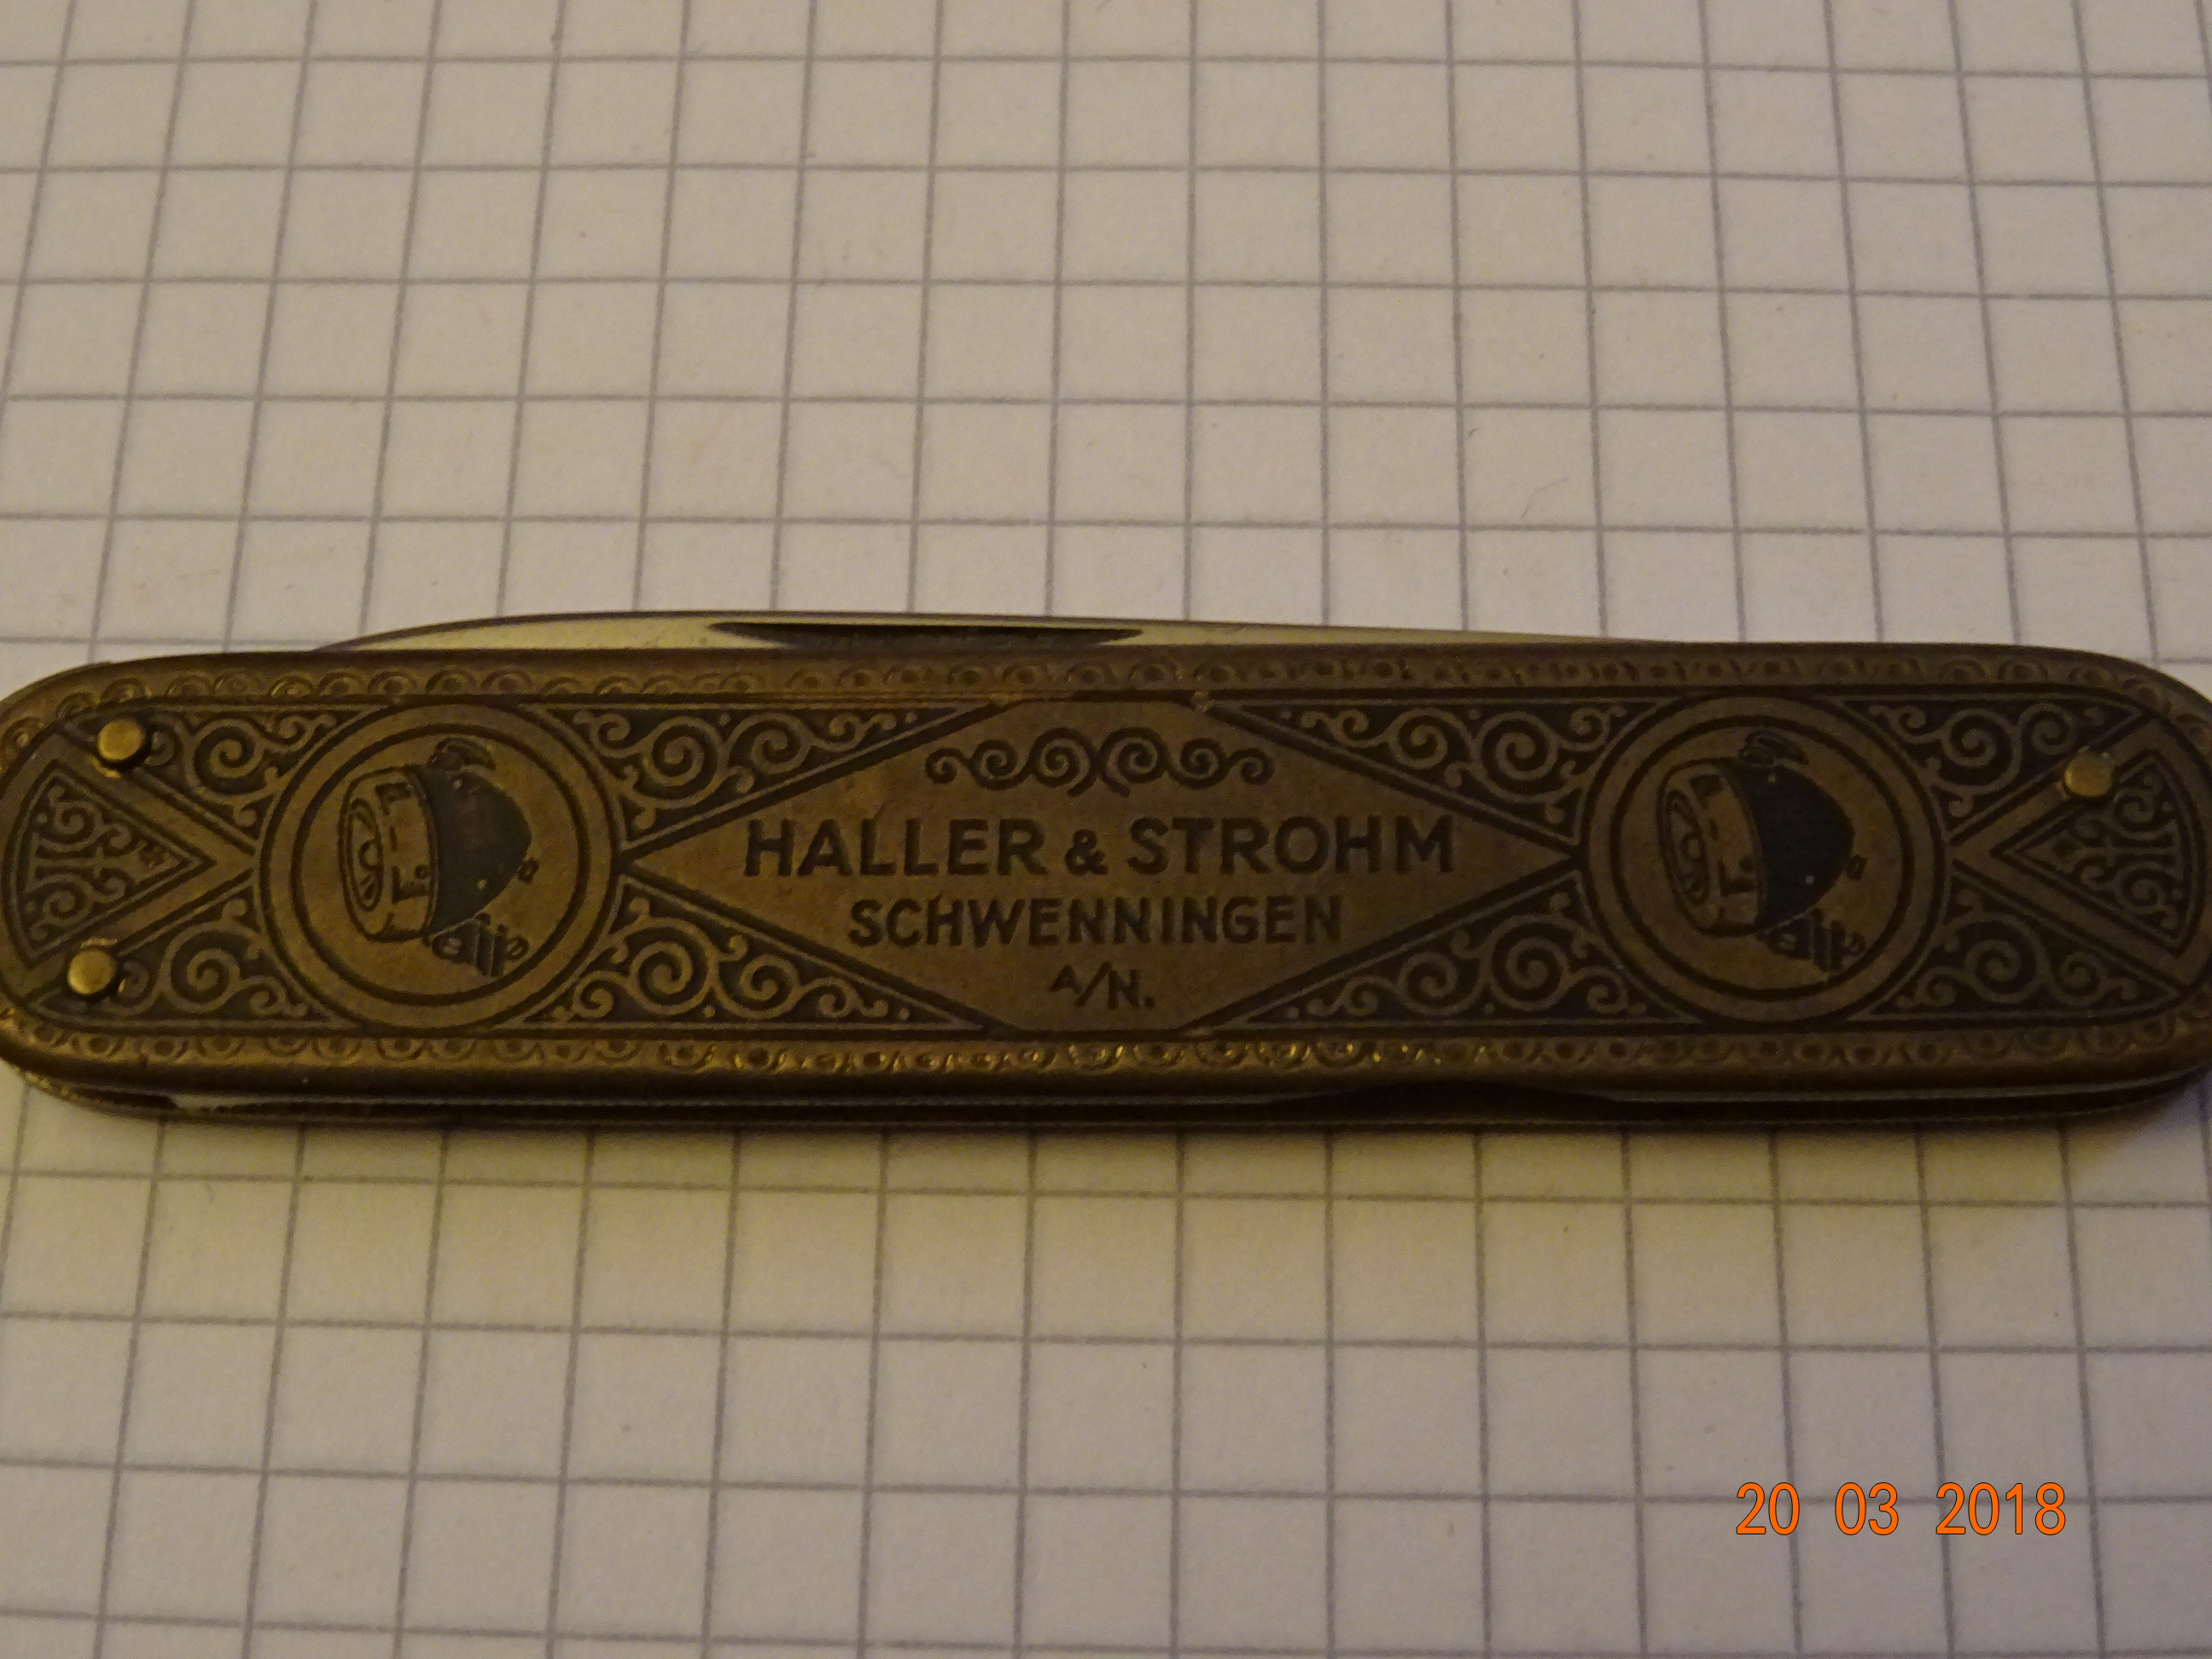 HALLER & STROHM
SCHWENNINGEN
A/N.
20 03 2018